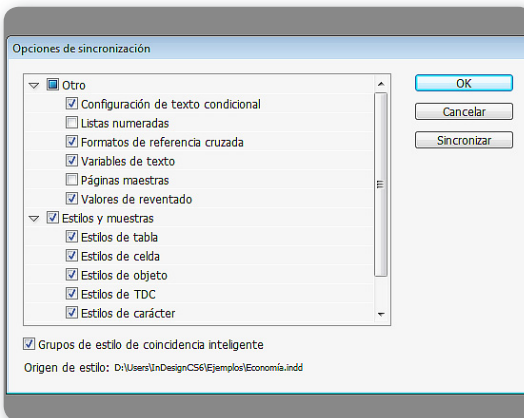 Opciones de sincronización
Otro
Configuración de texto condicional
Listas numeradas
Formatos de referencia cruzada
Variables de texto
Páginas maestras
Valores de reventado
Estilos y muestras
Estilos de tabla
Estilos de celda
Estilos de objeto
Estilos de TDC
Estilos de carácter
OK
Cancelar
Sincronizar
Grupos de estilo de coincidencia inteligente
Origen de estilo: D:\Users\InDesignCS6\Ejemplos\Economía.indd